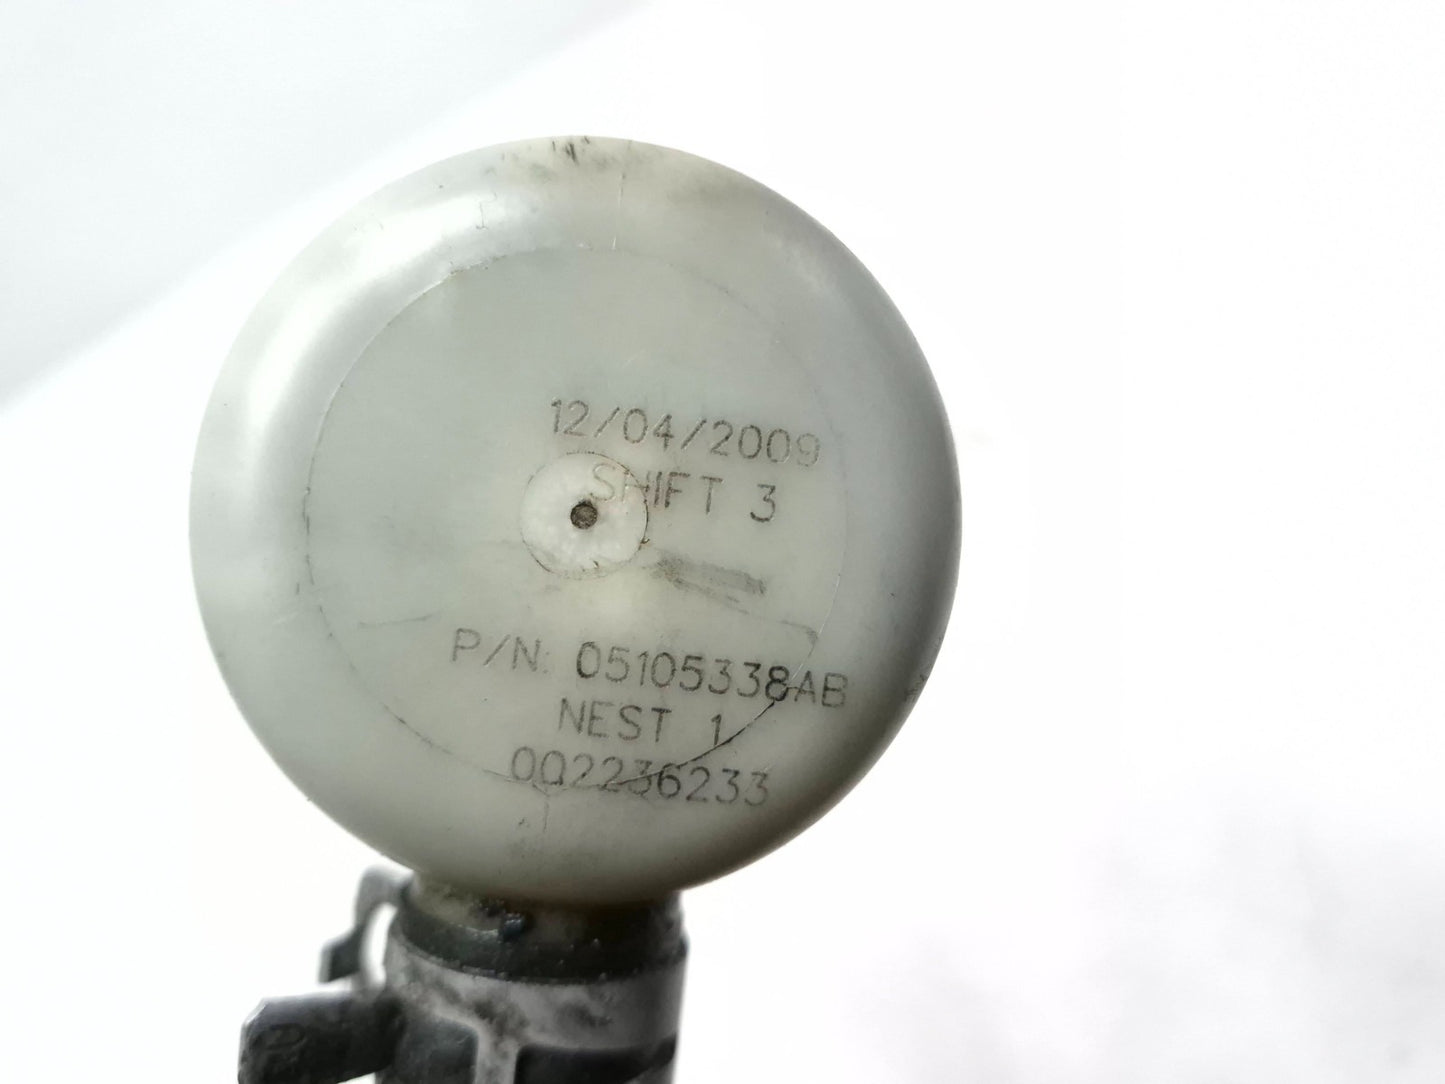 12/04/2009
SHIFT 3
P/N: 05105338AB
NEST 1
002236233